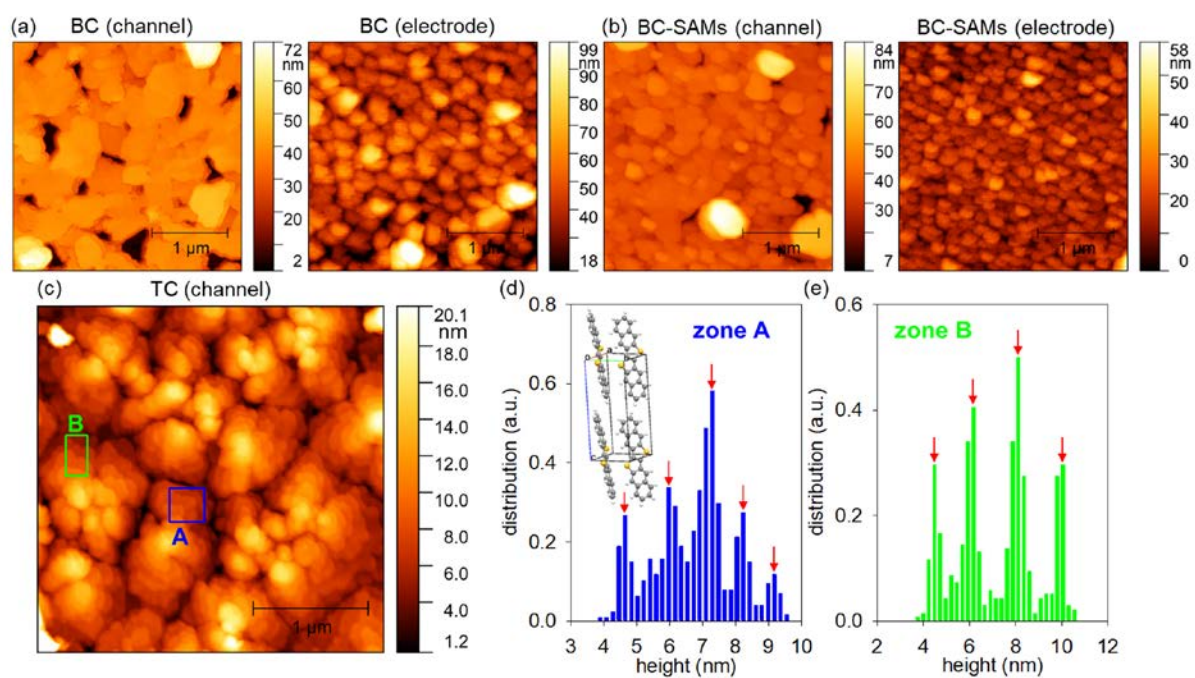 (a) BC (channel) BC (electrode) (b) BC-SAMs (channel) BC-SAMs (electrode)
72
nm
60
50
40
30
20
2
1 µm
99
nm
90
80
70
60
50
40
30
18
1 µm
84
nm
70
60
50
40
30
7
1 µm
58
nm
50
40
30
20
10
0
1 µm
(c) TC (channel)
B
A
1 µm
20.1
nm
18.0
16.0
14.0
12.0
10.0
8.0
6.0
4.0
1.2
(d)
zone A
distribution (a.u.)
0.8
0.6
0.4
0.2
0.0
3 4 5 6 7 8 9 10
height (nm)
(e)
zone B
distribution (a.u.)
0.6
0.4
0.2
0.0
2 4 6 8 10 12
height (nm)